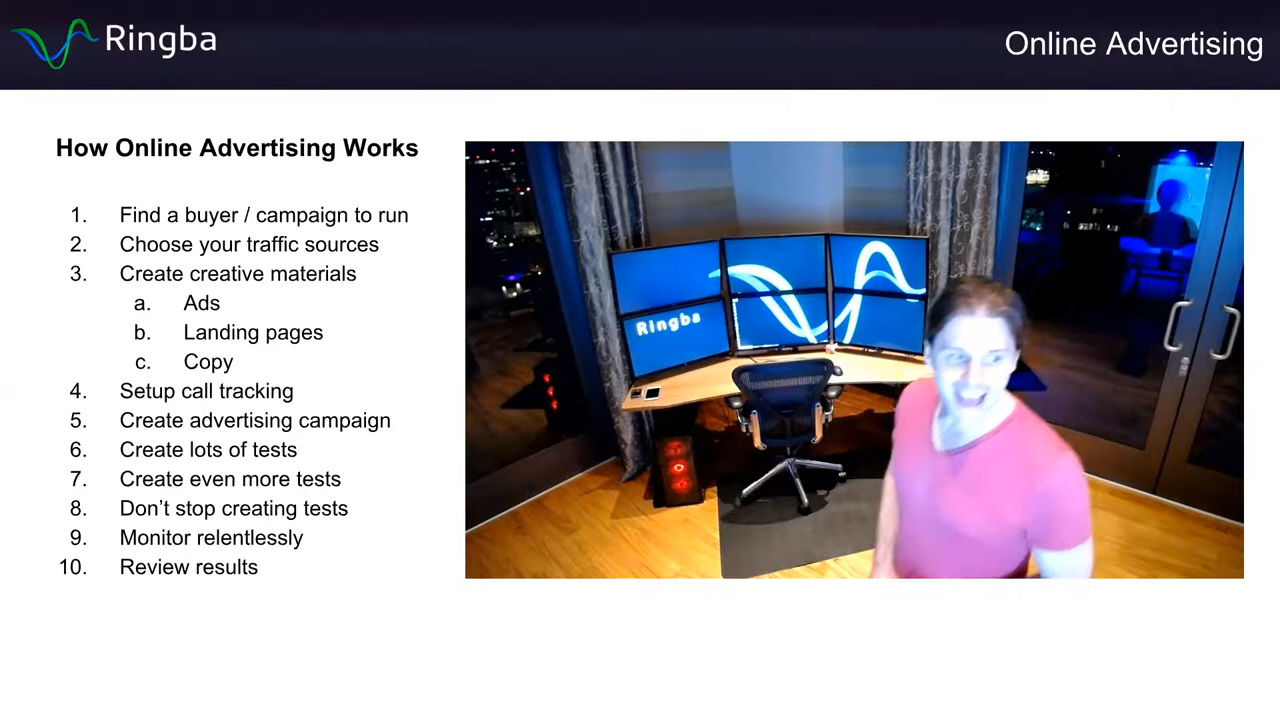 Ringba
Online Advertising
How Online Advertising Works
1. Find a buyer / campaign to run
2. Choose your traffic sources
3. Create creative materials
a. Ads
b. Landing pages
c. Copy
4. Setup call tracking
5. Create advertising campaign
6. Create lots of tests
7. Create even more tests
8. Don’t stop creating tests
9. Monitor relentlessly
10. Review results
Ringba